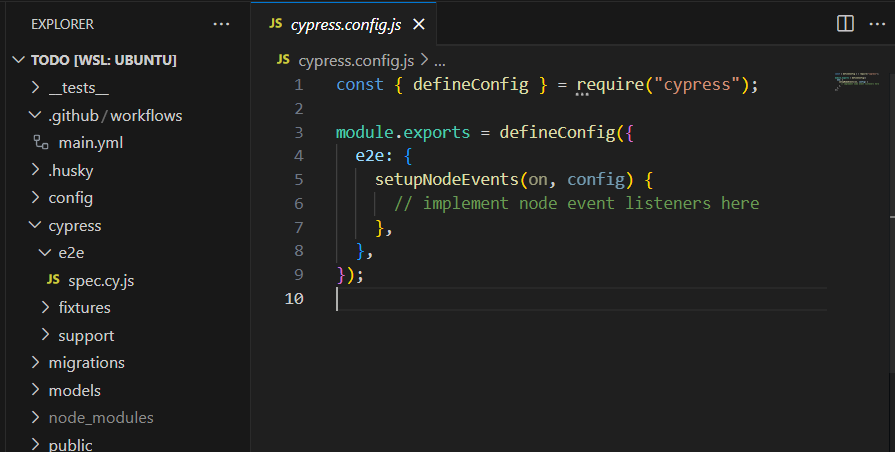 EXPLORER
TODO [WSL: UBUNTU]
__tests__
.github/workflows
main.yml
.husky
config
cypress
e2e
JS spec.cy.js
fixtures
support
migrations
models
node_modules
public
JS cypress.config.js
JS cypress.config.js > ...
1 const { defineConfig } = require("cypress");
2
3 module.exports = defineConfig({
4 e2e: {
5 setupNodeEvents(on, config) {
6 // implement node event listeners here
7 },
8 },
9 });
10